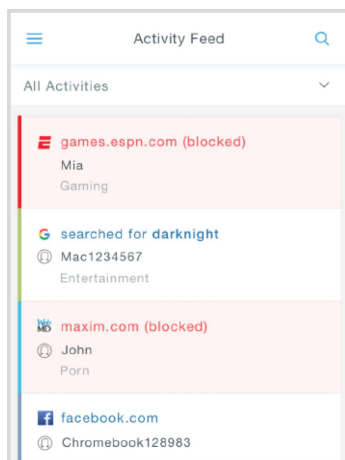 Activity Feed
All Activities
games.espn.com (blocked)
Mia
Gaming
G searched for darknight
Mac1234567
Entertainment
maxim.com (blocked)
John
Porn
facebook.com
Chromebook128983